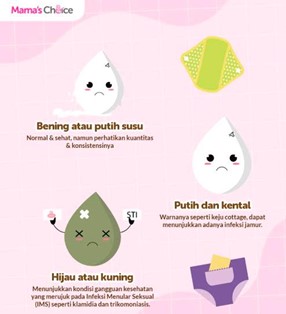 Mama's Choice
Bening atau putih susu
Normal & sehat, namun perhatikan kuantitas
& konsistensinya
Putih dan kental
Warnanya seperti keju cottage, dapat
menunjukkan adanya infeksi jamur.
STI
Hijau atau kuning
Menunjukkan kondisi gangguan kesehatan
yang merujuk pada Infeksi Menular Seksual
(IMS) seperti klamidia dan trikomoniasis.